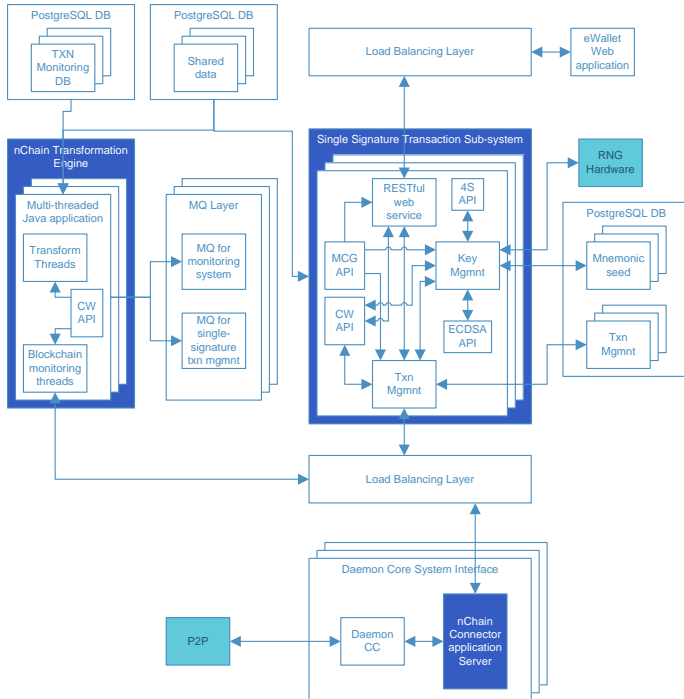 PostgreSQL DB
TXN
Monitoring
DB
PostgreSQL DB
Shared
data
Load Balancing Layer
eWallet
Web
application
nChain Transformation
Engine
Multi-threaded
Java application
Transform
Threads
CW
API
Blockchain
monitoring
threads
MQ Layer
MQ for
monitoring
system
MQ for
single-
signature
txn mgmnt
Single Signature Transaction Sub-system
RESTful
web
service
4S
API
MCG
API
Key
Mgmnt
CW
API
ECDSA
API
Txn
Mgmnt
RNG
Hardware
PostgreSQL DB
Mnemonic
seed
Txn
Mgmnt
Load Balancing Layer
Daemon Core System Interface
P2P
Daemon
CC
nChain
Connector
application
Server